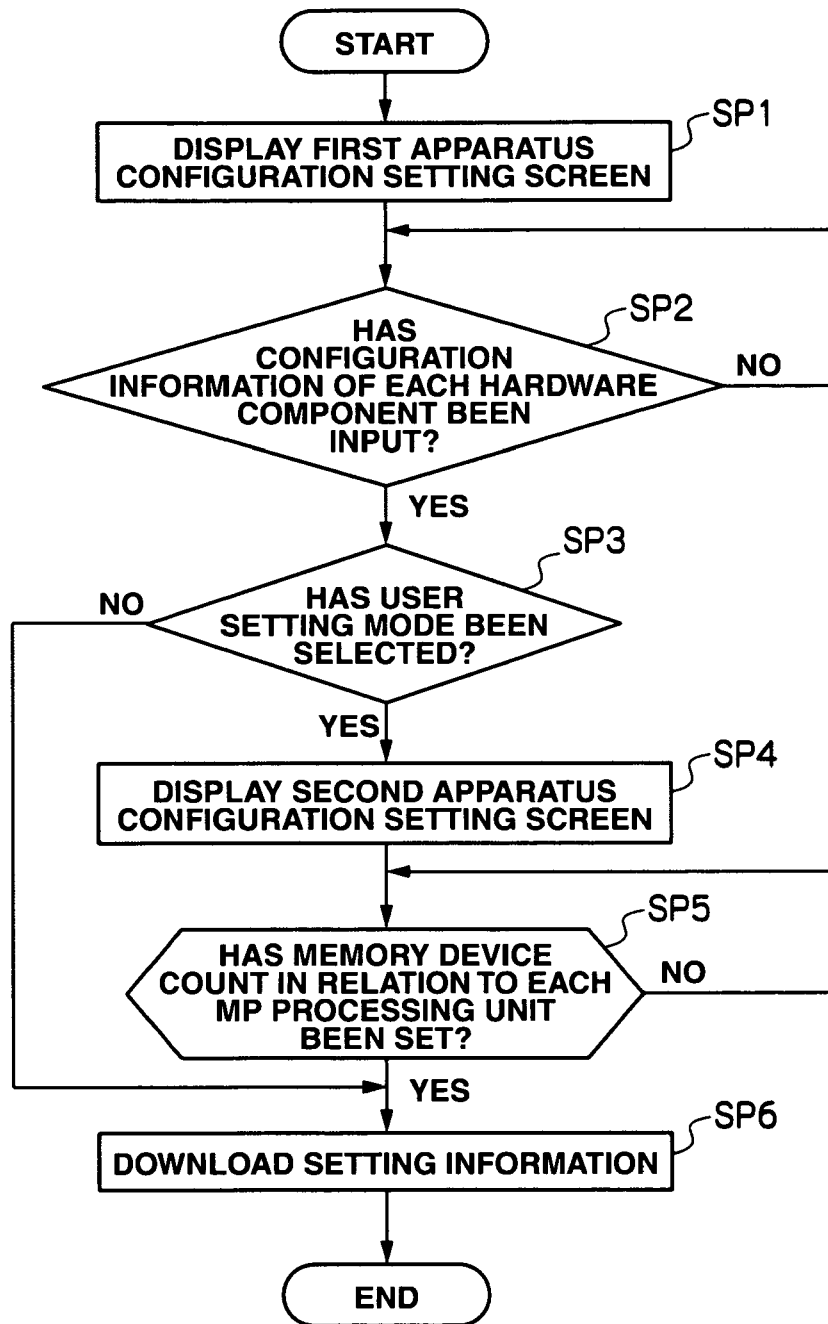 START
SP1
DISPLAY FIRST APPARATUS
CONFIGURATION SETTING SCREEN
SP2
HAS
CONFIGURATION
INFORMATION OF EACH HARDWARE
COMPONENT BEEN
INPUT?
NO
YES
SP3
NO
HAS USER
SETTING MODE BEEN
SELECTED?
YES
SP4
DISPLAY SECOND APPARATUS
CONFIGURATION SETTING SCREEN
SP5
HAS MEMORY DEVICE
COUNT IN RELATION TO EACH
MP PROCESSING UNIT
BEEN SET?
NO
YES
SP6
DOWNLOAD SETTING INFORMATION
END